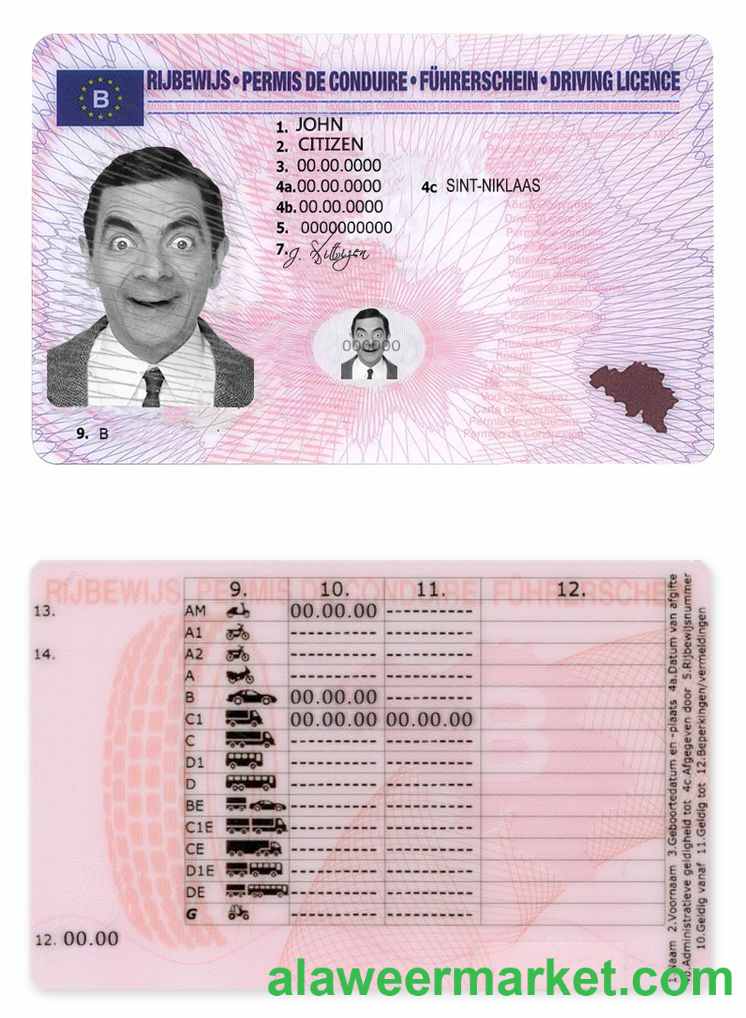 RIJBEWIJS • PERMIS DE CONDUIRE • FÜHRERSCHEIN • DRIVING LICENCE
B
1. JOHN
2. CITIZEN
3. 00.00.0000
4a. 00.00.0000 4c SINT-NIKLAAS
4b. 00.00.0000
5. 0000000000
7.
000000
9. B
RIJBEWIJS PERMIS DE CONDUIRE FÜHRERSCHE
9. 10. 11. 12.
13.
14.
AM 00.00.00 ----------
A1 ---------- ----------
A2 ---------- ----------
A ---------- ----------
B 00.00.00 ----------
C1 00.00.00 00.00.00
C ---------- ----------
D1 ---------- ----------
D ---------- ----------
BE ---------- ----------
C1E ---------- ----------
CE ---------- ----------
D1E ---------- ----------
DE ---------- ----------
G ---------- ----------
12. 00.00
1.Naam 2.Voornaam 3.Geboortedatum en -plaats 4a.Datum van afgifte
4b.Administratieve geldigheid tot 4c.Afgegeven door 5.Rijbewijsnummer
10.Geldig vanaf 11.Geldig tot 12.Beperkingen/vermeldingen
alaweermarket.com